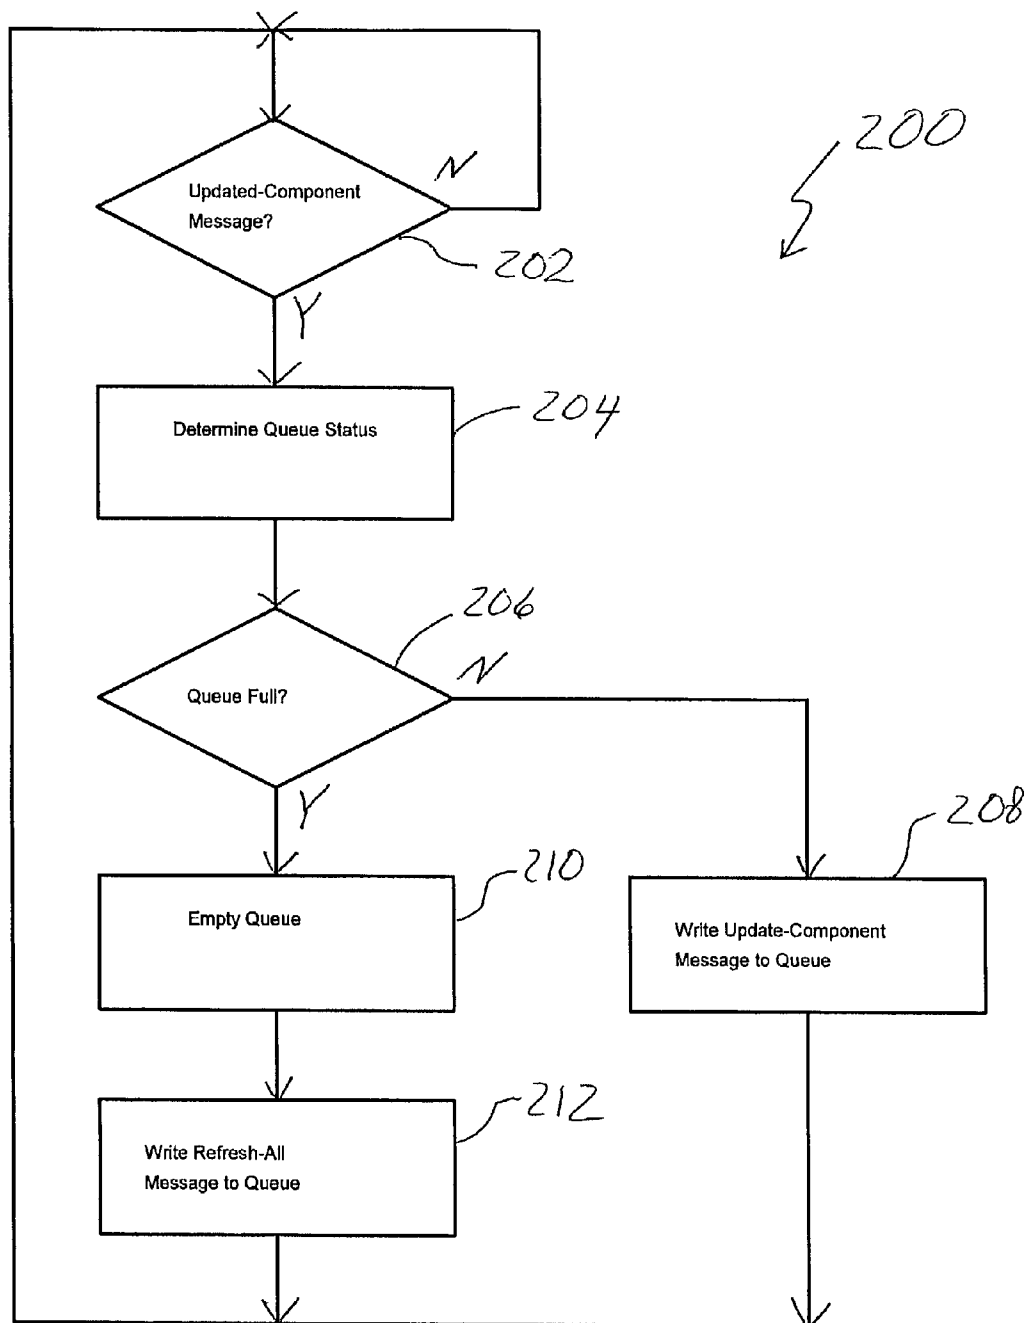 200
Updated-Component
Message?
N
202
Y
Determine Queue Status
204
206
Queue Full?
N
Y
208
210
Empty Queue
Write Update-Component
Message to Queue
212
Write Refresh-All
Message to Queue